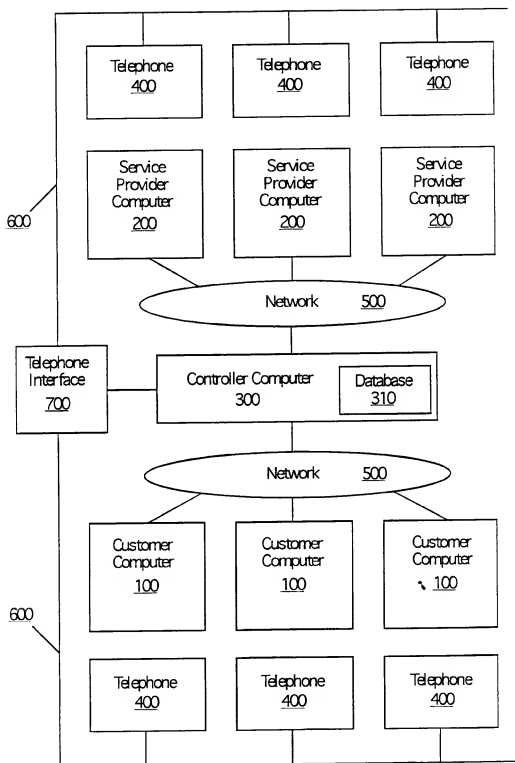 Telephone
400
Telephone
400
Telephone
400
Service
Provider
Computer
200
Service
Provider
Computer
200
Service
Provider
Computer
200
600
Network 500
Telephone
Interface
700
Controller Computer
300
Database
310
Network 500
Customer
Computer
100
Customer
Computer
100
Customer
Computer
100
600
Telephone
400
Telephone
400
Telephone
400